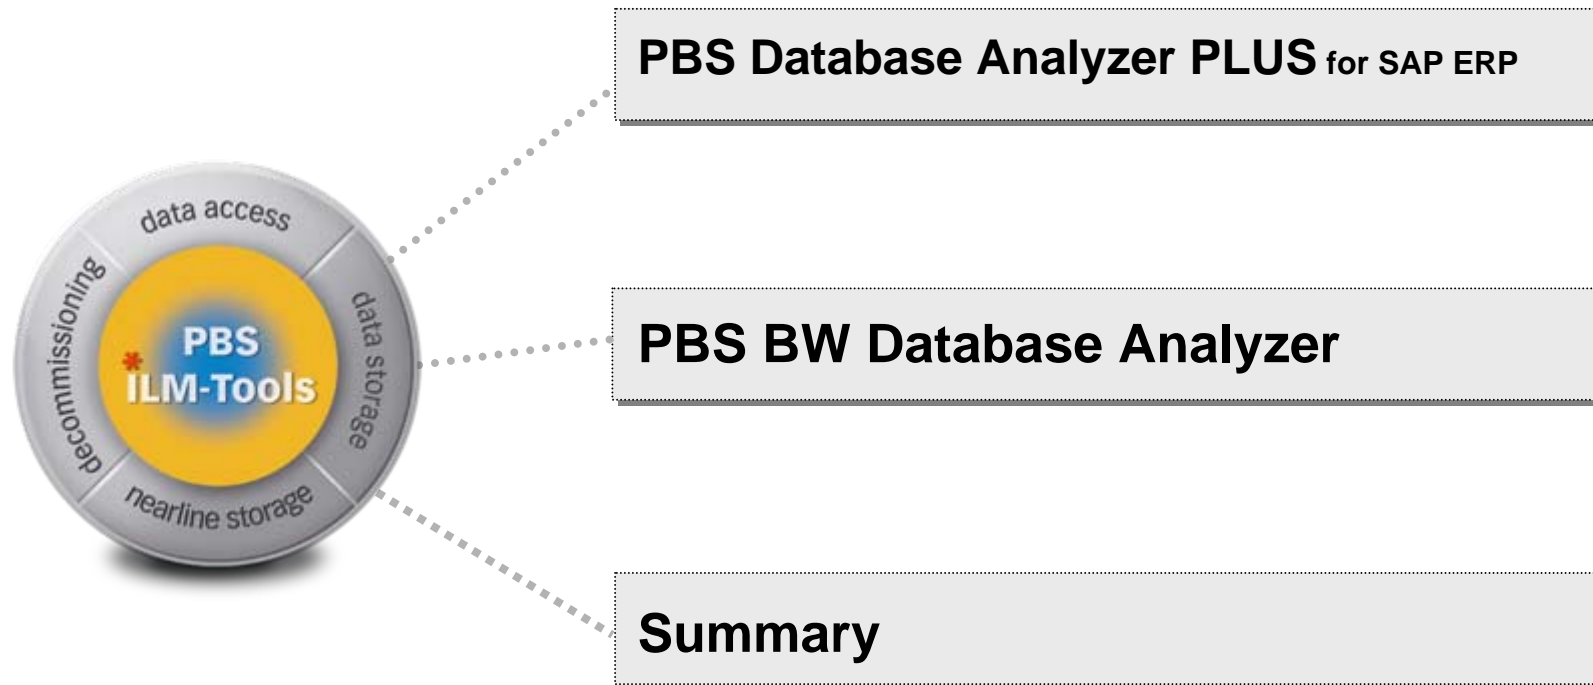 PBS Database Analyzer PLUS for SAP ERP
data access
decommissioning
data storage
PBS
*ILM-Tools
nearline storage
PBS BW Database Analyzer
Summary